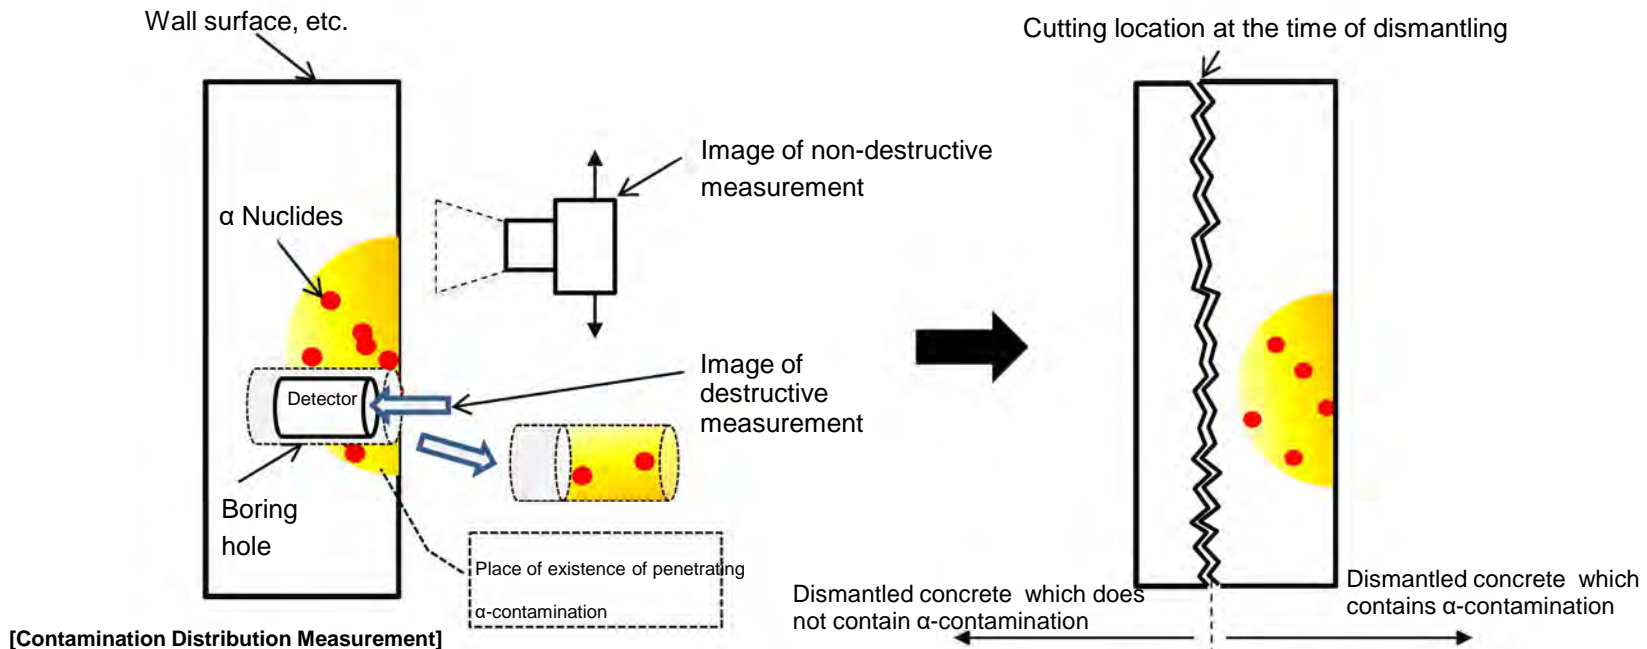 Wall surface, etc.
Cutting location at the time of dismantling
Image of non-destructive
measurement
α Nuclides
Image of
destructive
measurement
Detector
Boring
hole
Place of existence of penetrating
α-contamination
Dismantled concrete which does
not contain α-contamination
Dismantled concrete which
contains α-contamination
[Contamination Distribution Measurement]